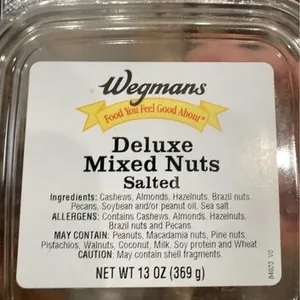 Wegmans
Food You Feel Good About®
Deluxe
Mixed Nuts
Salted
Ingredients: Cashews, Almonds, Hazelnuts, Brazil nuts,
Pecans, Soybean and/or peanut oil, Sea salt
ALLERGENS: Contains Cashews, Almonds, Hazelnuts,
Brazil nuts and Pecans
MAY CONTAIN: Peanuts, Macadamia nuts, Pine nuts,
Pistachios, Walnuts, Coconut, Milk, Soy protein and Wheat
CAUTION: May contain shell fragments.
NET WT 13 OZ (369 g)